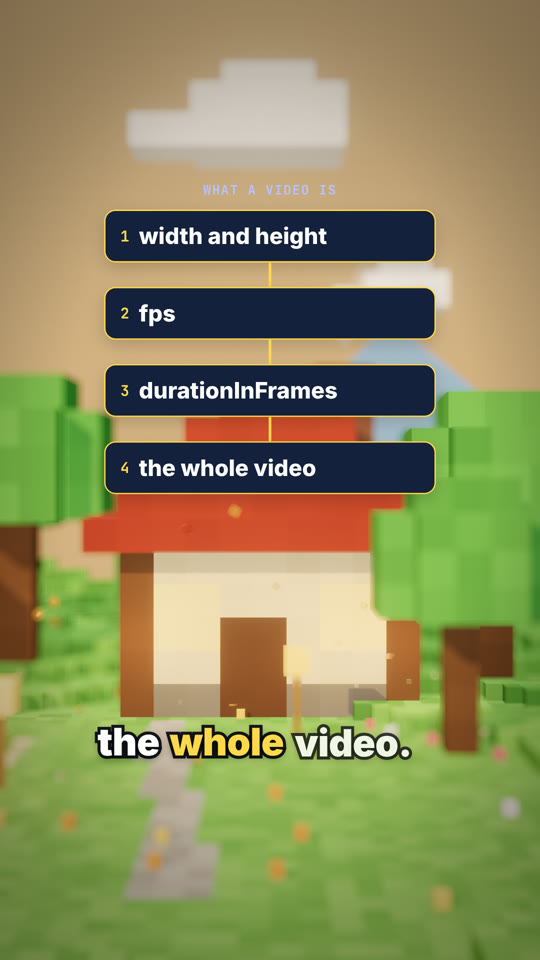 WHAT A VIDEO IS
1 width and height
2 fps
3 durationInFrames
4 the whole video
the whole video.